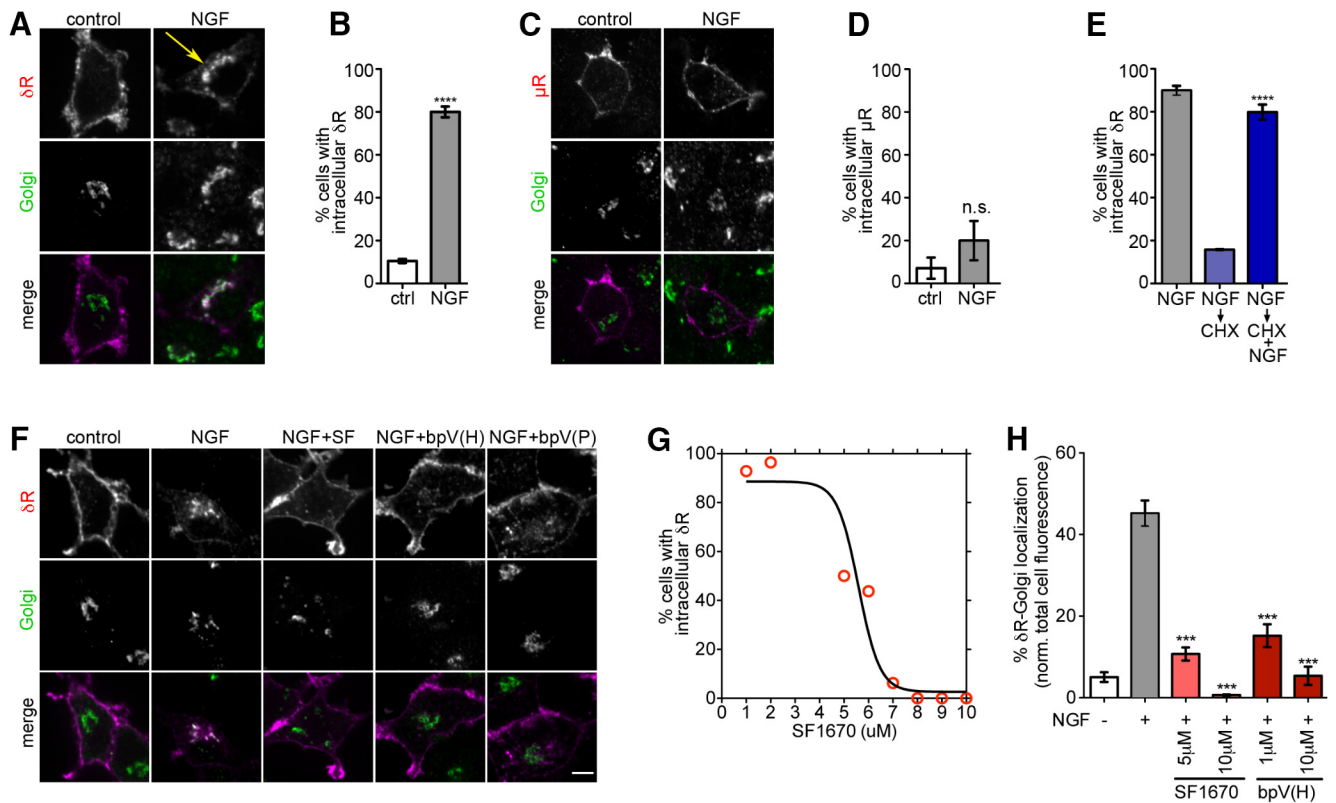 A
control NGF
δR
Golgi
merge
B
% cells with
intracellular δR
100
80
60
40
20
0
****
ctrl NGF
C
control NGF
μR
Golgi
merge
D
% cells with
intracellular μR
100
80
60
40
20
0
n.s.
ctrl NGF
E
% cells with
intracellular δR
100
80
60
40
20
0
****
NGF NGF NGF
CHX CHX
+
NGF
F
control NGF NGF+SF NGF+bpV(H) NGF+bpV(P)
δR
Golgi
merge
G
% cells with
intracellular δR
100
80
60
40
20
0
0 1 2 3 4 5 6 7 8 9 10
SF1670 (uM)
H
% δR-Golgi localization
(norm. total cell fluorescence)
60
40
20
0
*** *** *** ***
NGF - + + + + +
5μM 10μM 1μM 10μM
SF1670 bpV(H)